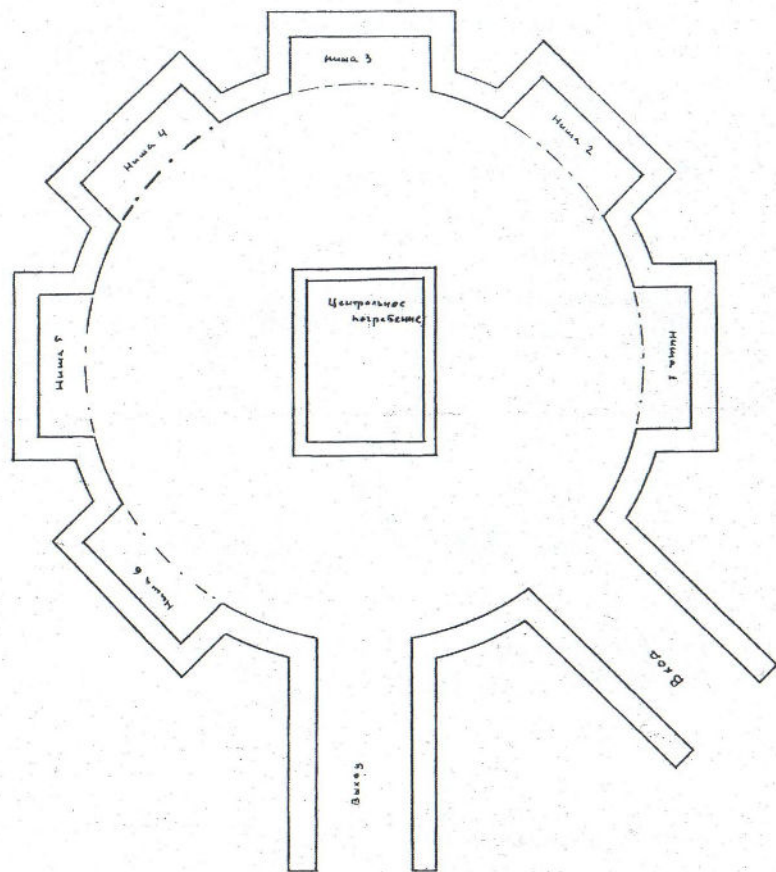 ниша 3
Ниша 4
Ниша 2
Центральное
погребение
Ниша 5
Ниша 1
Ниша 6
Вход
Выход